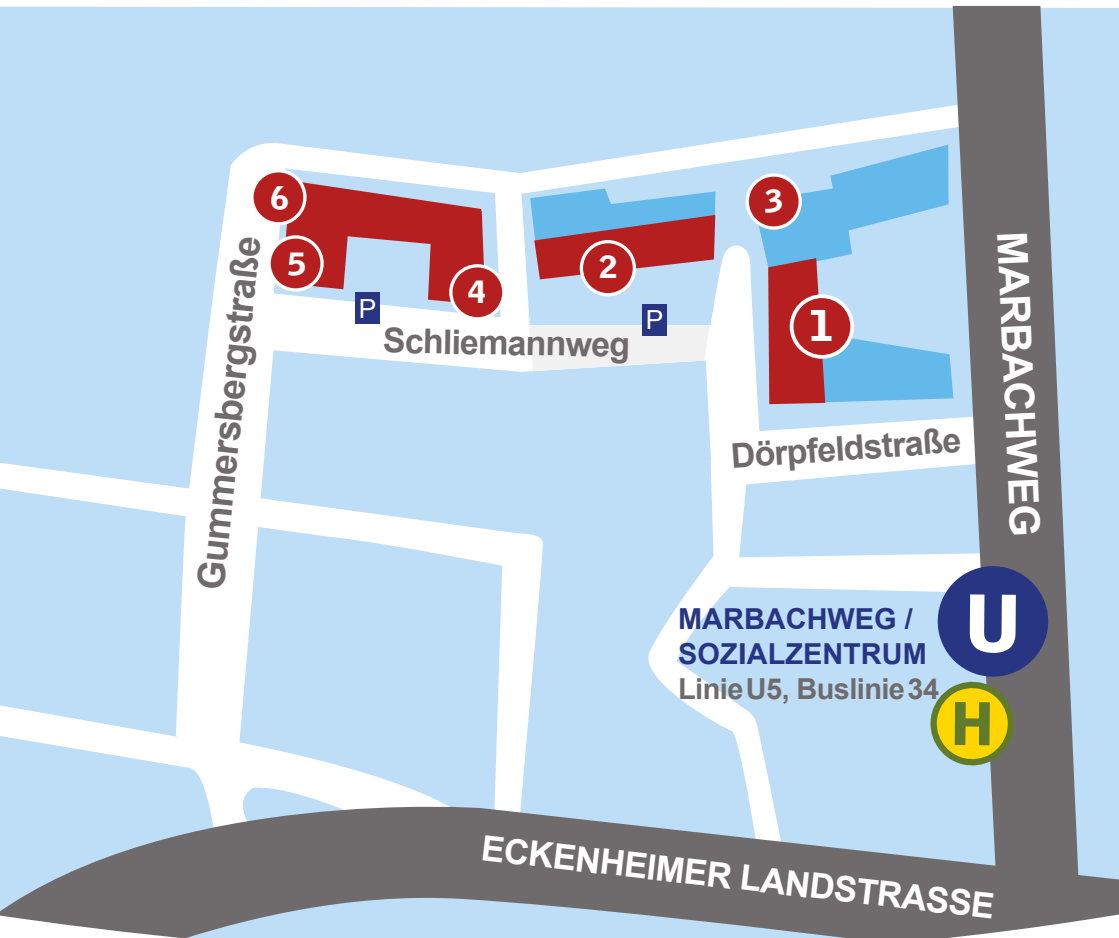 3
6
5
2
4
P
P
1
Schliemannweg
Gummersbergstraße
MARBACHWEG
Dörpfeldstraße
U
MARBACHWEG /
SOZIALZENTRUM
Linie U5, Buslinie 34
H
ECKENHEIMER LANDSTRASSE